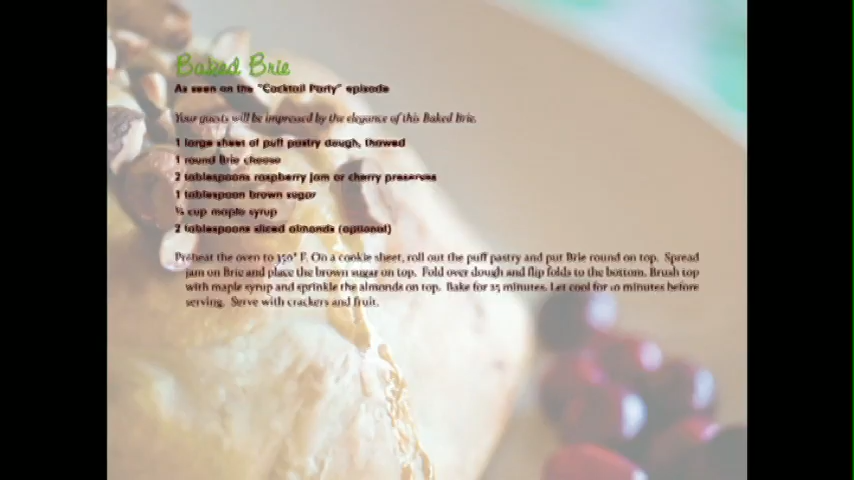 Baked Brie
As seen on the "Cocktail Party" episode
Your guests will be impressed by the elegance of this Baked Brie.
1 large sheet of puff pastry dough, thawed
1 round Brie cheese
2 tablespoons raspberry jam or cherry preserves
1 tablespoon brown sugar
¼ cup maple syrup
2 tablespoons sliced almonds (optional)
Preheat the oven to 350° F. On a cookie sheet, roll out the puff pastry and put Brie round on top. Spread
jam on Brie and place the brown sugar on top. Fold over dough and flip folds to the bottom. Brush top
with maple syrup and sprinkle the almonds on top. Bake for 25 minutes. Let cool for 10 minutes before
serving. Serve with crackers and fruit.